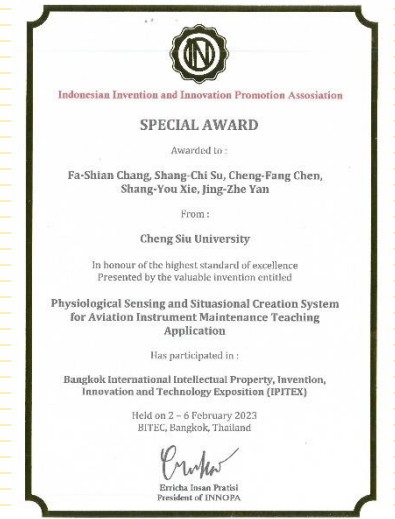 IN
Indonesian Invention and Innovation Promotion Assosiation
SPECIAL AWARD
Awarded to :
Fa-Shian Chang, Shang-Chi Su, Cheng-Fang Chen,
Shang-You Xie, Jing-Zhe Yan
From :
Cheng Siu University
In honour of the highest standard of excellence
Presented by the valuable invention entitled
Physiological Sensing and Situasional Creation System
for Aviation Instrument Maintenance Teaching
Application
Has participated in :
Bangkok International Intellectual Property, Invention,
Innovation and Technology Exposition (IPITEX)
Held on 2 – 6 February 2023
BITEC, Bangkok, Thailand
Erricha Insan Pratisi
President of INNOPA